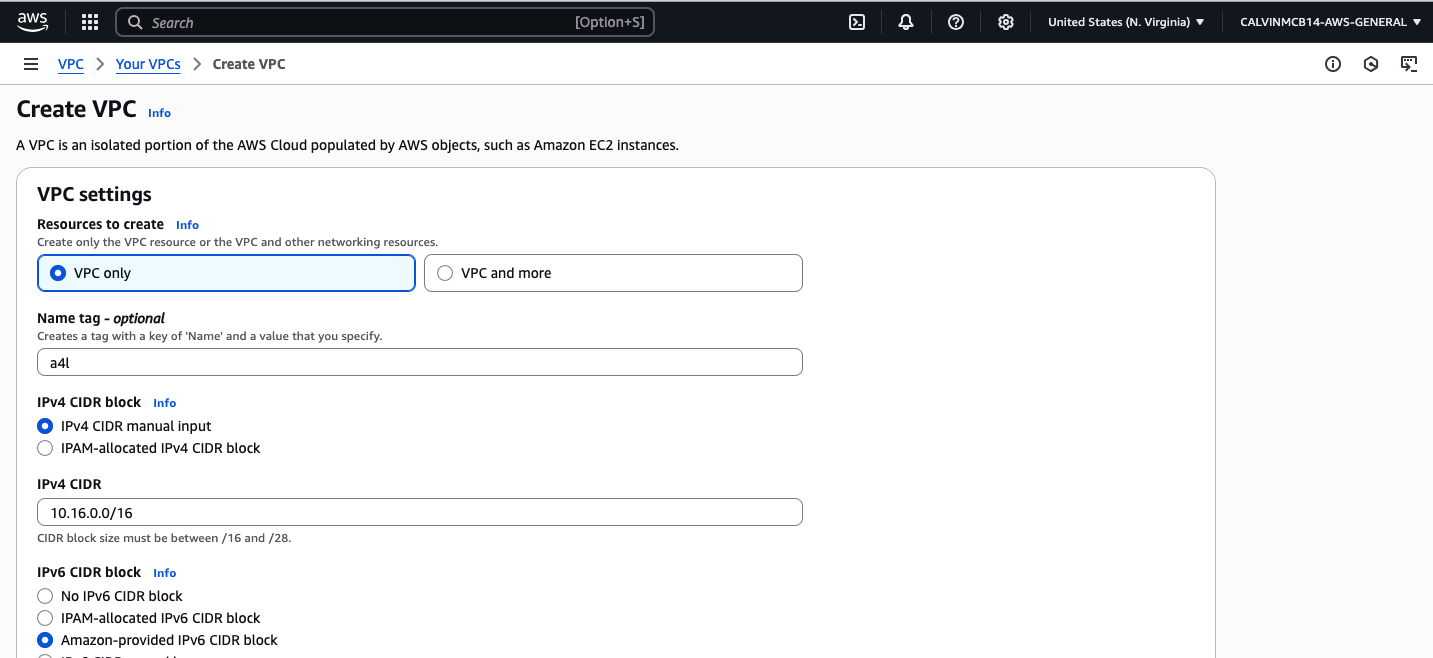 aws Search [Option+S] United States (N. Virginia) CALVINMCB14-AWS-GENERAL
VPC Your VPCs Create VPC
Create VPC Info
A VPC is an isolated portion of the AWS Cloud populated by AWS objects, such as Amazon EC2 instances.
VPC settings
Resources to create Info
Create only the VPC resource or the VPC and other networking resources.
VPC only VPC and more
Name tag - optional
Creates a tag with a key of 'Name' and a value that you specify.
a4l
IPv4 CIDR block Info
IPv4 CIDR manual input
IPAM-allocated IPv4 CIDR block
IPv4 CIDR
10.16.0.0/16
CIDR block size must be between /16 and /28.
IPv6 CIDR block Info
No IPv6 CIDR block
IPAM-allocated IPv6 CIDR block
Amazon-provided IPv6 CIDR block